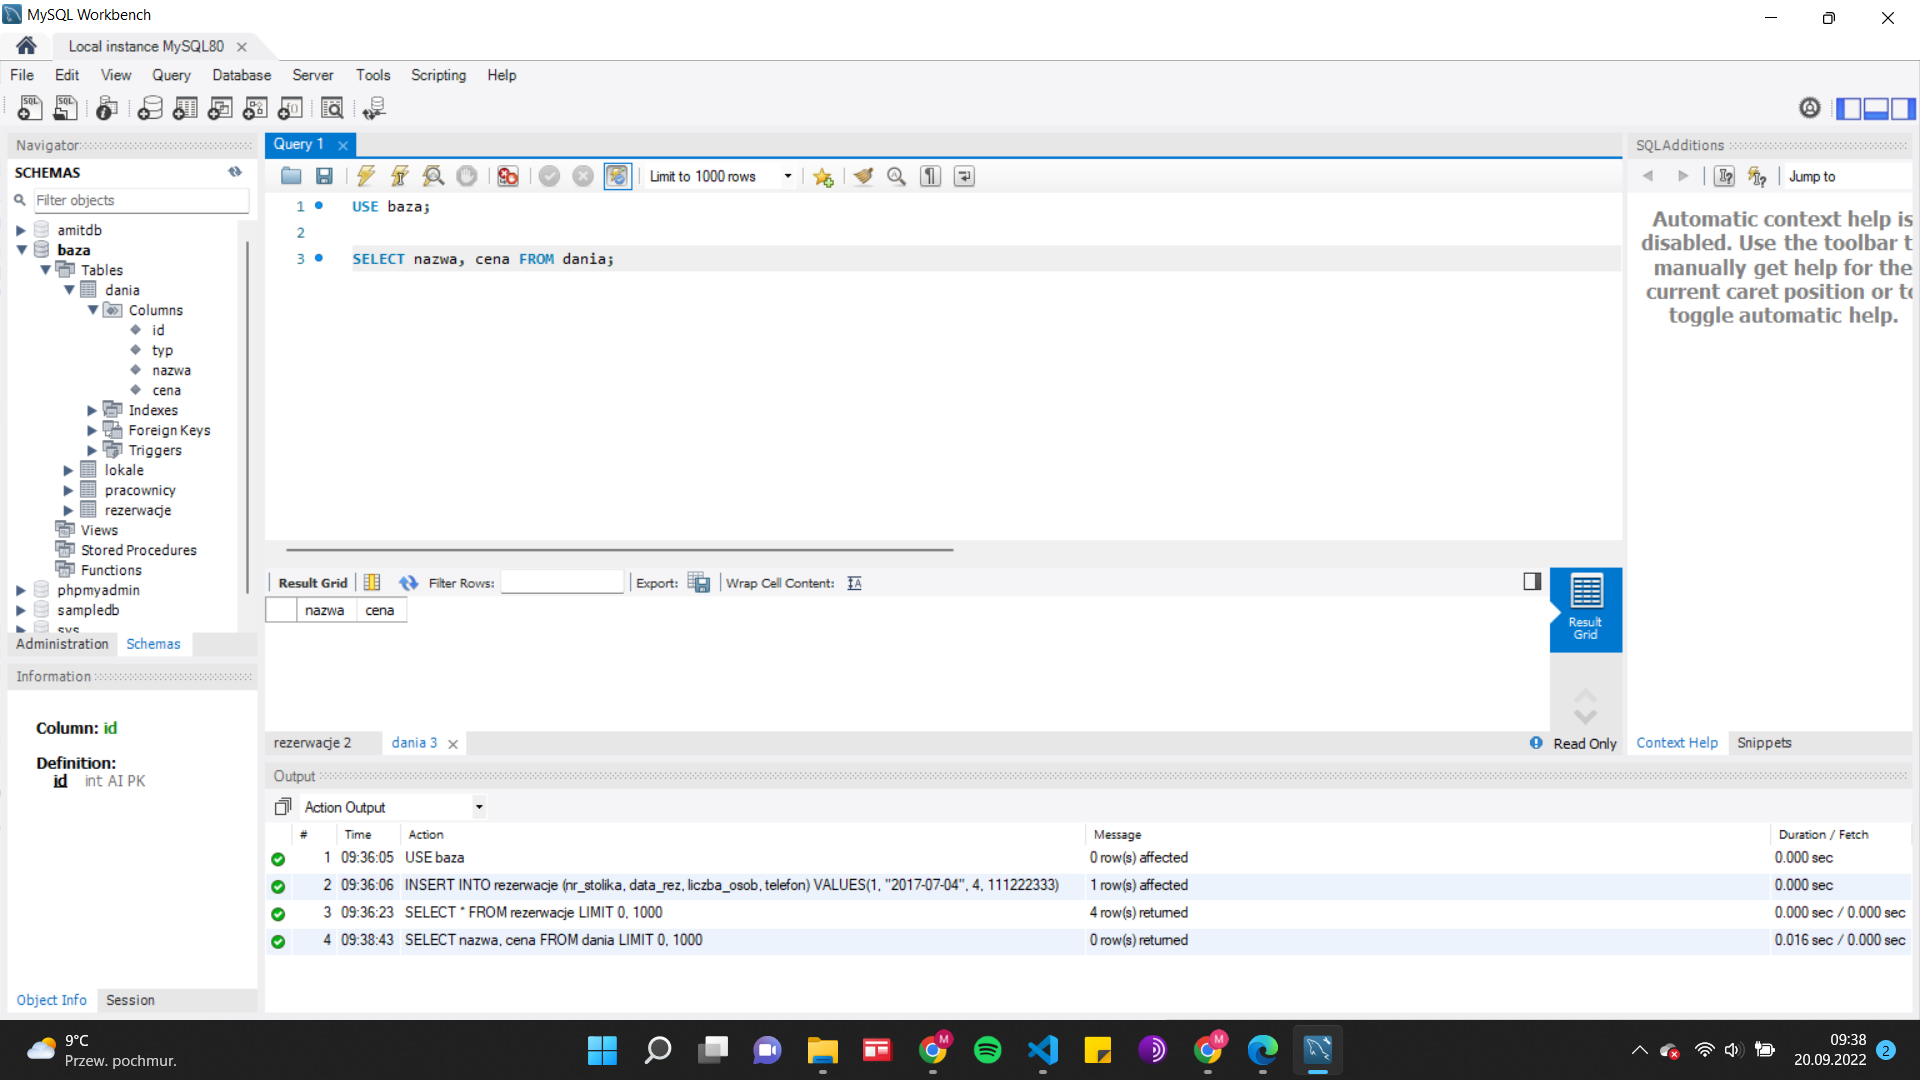 MySQL Workbench
Local instance MySQL80
File Edit View Query Database Server Tools Scripting Help
Navigator
SCHEMAS
Filter objects
amitdb
baza
Tables
dania
Columns
id
typ
nazwa
cena
Indexes
Foreign Keys
Triggers
lokale
pracownicy
rezerwacje
Views
Stored Procedures
Functions
phpmyadmin
sampledb
sys
Administration Schemas
Information
Column: id
Definition:
id int AI PK
Object Info Session
Query 1
Limit to 1000 rows
1 USE baza;
2
3 SELECT nazwa, cena FROM dania;
Result Grid Filter Rows: Export: Wrap Cell Content:
nazwa cena
Result
Grid
rezerwacje 2 dania 3 Read Only
SQLAdditions
Jump to
Automatic context help is
disabled. Use the toolbar t
manually get help for the
current caret position or to
toggle automatic help.
Context Help Snippets
Output
Action Output
# Time Action Message Duration / Fetch
1 09:36:05 USE baza 0 row(s) affected 0.000 sec
2 09:36:06 INSERT INTO rezerwacje (nr_stolika, data_rez, liczba_osob, telefon) VALUES(1, "2017-07-04", 4, 111222333) 1 row(s) affected 0.000 sec
3 09:36:23 SELECT * FROM rezerwacje LIMIT 0, 1000 4 row(s) returned 0.000 sec / 0.000 sec
4 09:38:43 SELECT nazwa, cena FROM dania LIMIT 0, 1000 0 row(s) returned 0.016 sec / 0.000 sec
9°C
Przew. pochmur.
M
M
09:38
20.09.2022
2